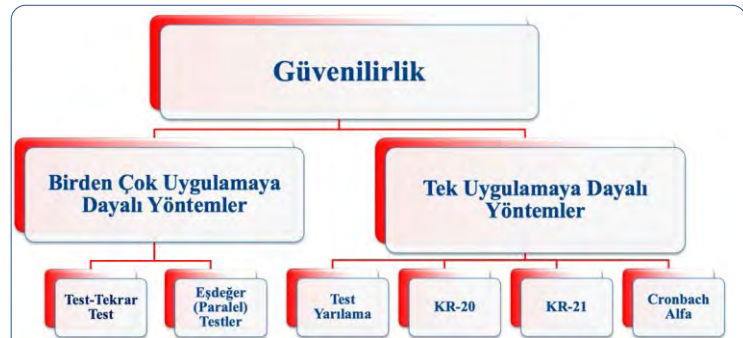 Güvenilirlik
Birden Çok Uygulamaya
Dayalı Yöntemler
Tek Uygulamaya Dayalı
Yöntemler
Test-Tekrar
Test
Eşdeğer
(Paralel)
Testler
Test
Yarılama
KR-20
KR-21
Cronbach
Alfa